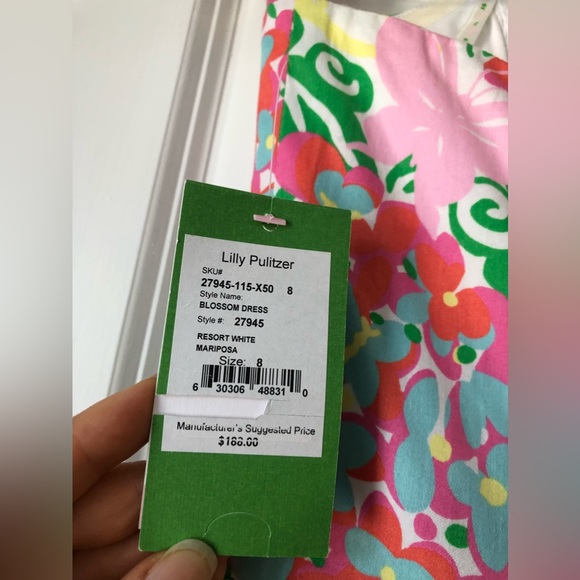 Lilly Pulitzer
SKU#
27945-115-X50 8
Style Name:
BLOSSOM DRESS
Style #: 27945
RESORT WHITE
MARIPOSA
Size: 8
6 30306 48831 0
Manufacturer's Suggested Price
$188.00